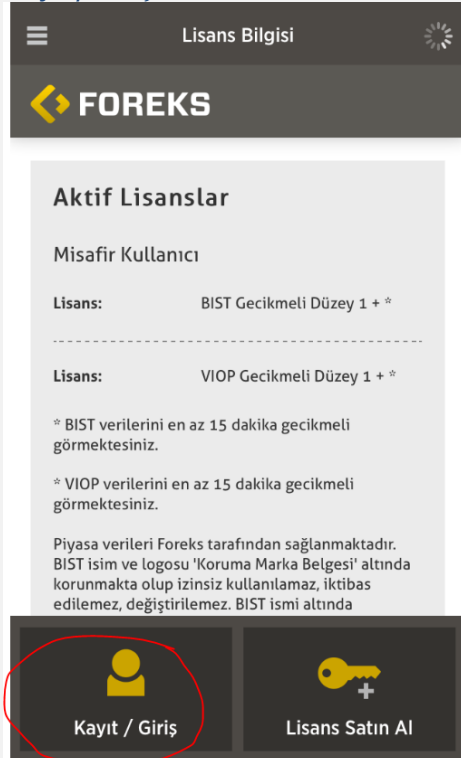 Lisans Bilgisi
FOREKS
Aktif Lisanslar
Misafir Kullanıcı
Lisans: BIST Gecikmeli Düzey 1 + *
Lisans: VIOP Gecikmeli Düzey 1 + *
* BIST verilerini en az 15 dakika gecikmeli
görmektesiniz.
* VIOP verilerini en az 15 dakika gecikmeli
görmektesiniz.
Piyasa verileri Foreks tarafından sağlanmaktadır.
BIST isim ve logosu 'Koruma Marka Belgesi' altında
korunmakta olup izinsiz kullanılamaz, iktibas
edilemez, değiştirilemez. BIST ismi altında
Kayıt / Giriş
Lisans Satın Al